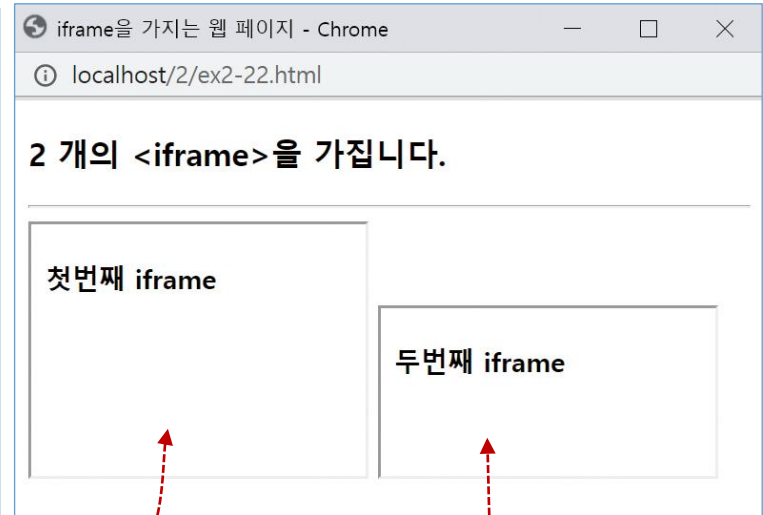 iframe을 가지는 웹 페이지 - Chrome
localhost/2/ex2-22.html
2 개의 <iframe>을 가집니다.
첫번째 iframe
두번째 iframe